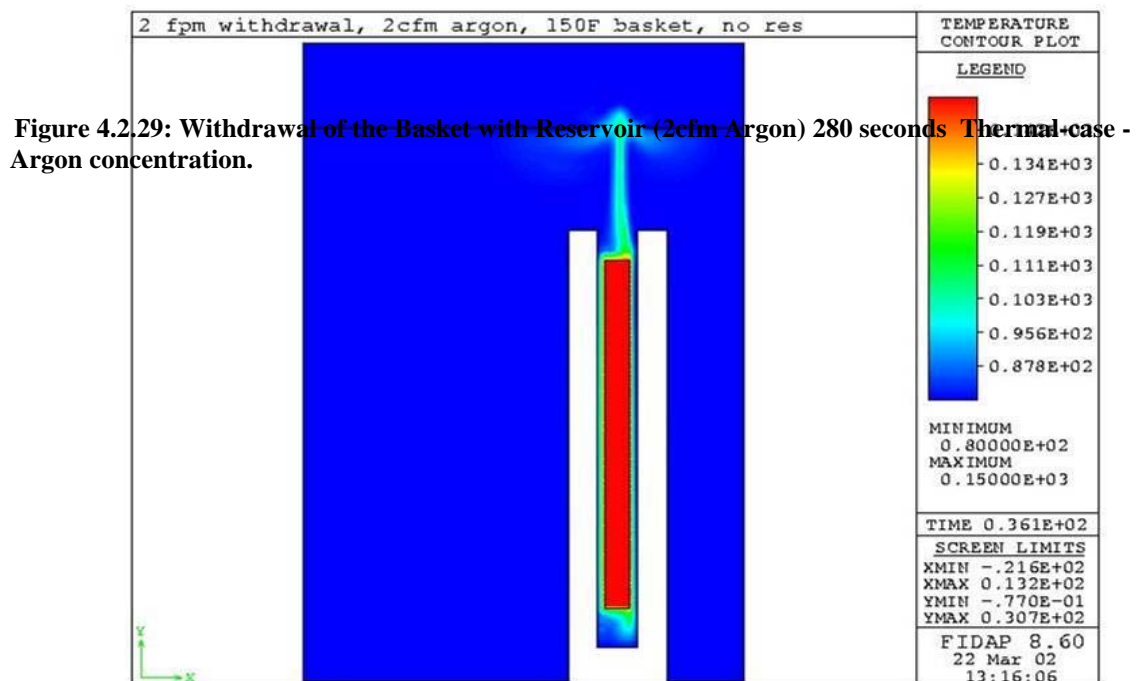 2 fpm withdrawal, 2cfm argon, 150F basket, no res
TEMPERATURE
CONTOUR PLOT
LEGEND
Figure 4.2.29: Withdrawal of the Basket with Reservoir (2cfm Argon) 280 seconds Thermal-case -
Argon concentration.
0.134E+03
0.127E+03
0.119E+03
0.111E+03
0.103E+03
0.956E+02
0.878E+02
MINIMUM
0.80000E+02
MAXIMUM
0.15000E+03
TIME 0.361E+02
SCREEN LIMITS
XMIN -.216E+02
XMAX 0.132E+02
YMIN -.770E-01
YMAX 0.307E+02
FIDAP 8.60
22 Mar 02
13:16:06
Y
X